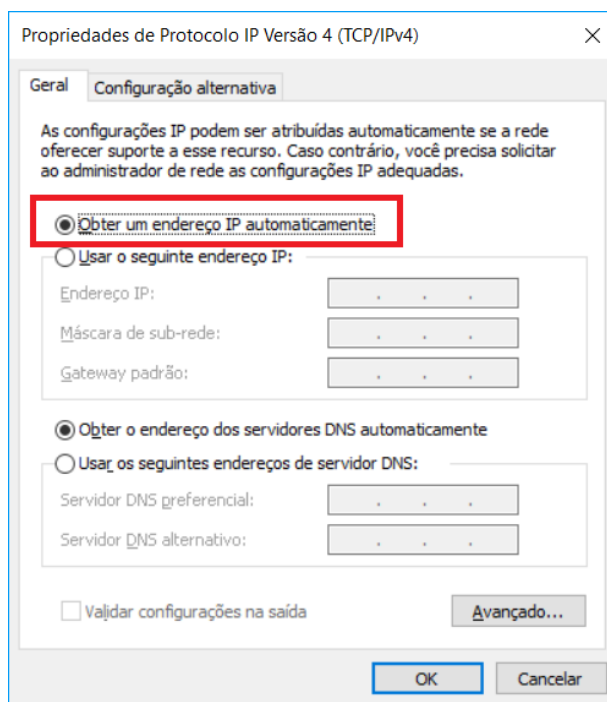 Propriedades de Protocolo IP Versão 4 (TCP/IPv4)
Geral
Configuração alternativa
As configurações IP podem ser atribuídas automaticamente se a rede
oferecer suporte a esse recurso. Caso contrário, você precisa solicitar
ao administrador de rede as configurações IP adequadas.
Obter um endereço IP automaticamente
Usar o seguinte endereço IP:
Endereço IP:
Máscara de sub-rede:
Gateway padrão:
Obter o endereço dos servidores DNS automaticamente
Usar os seguintes endereços de servidor DNS:
Servidor DNS preferencial:
Servidor DNS alternativo:
Validar configurações na saída
Avançado...
OK
Cancelar